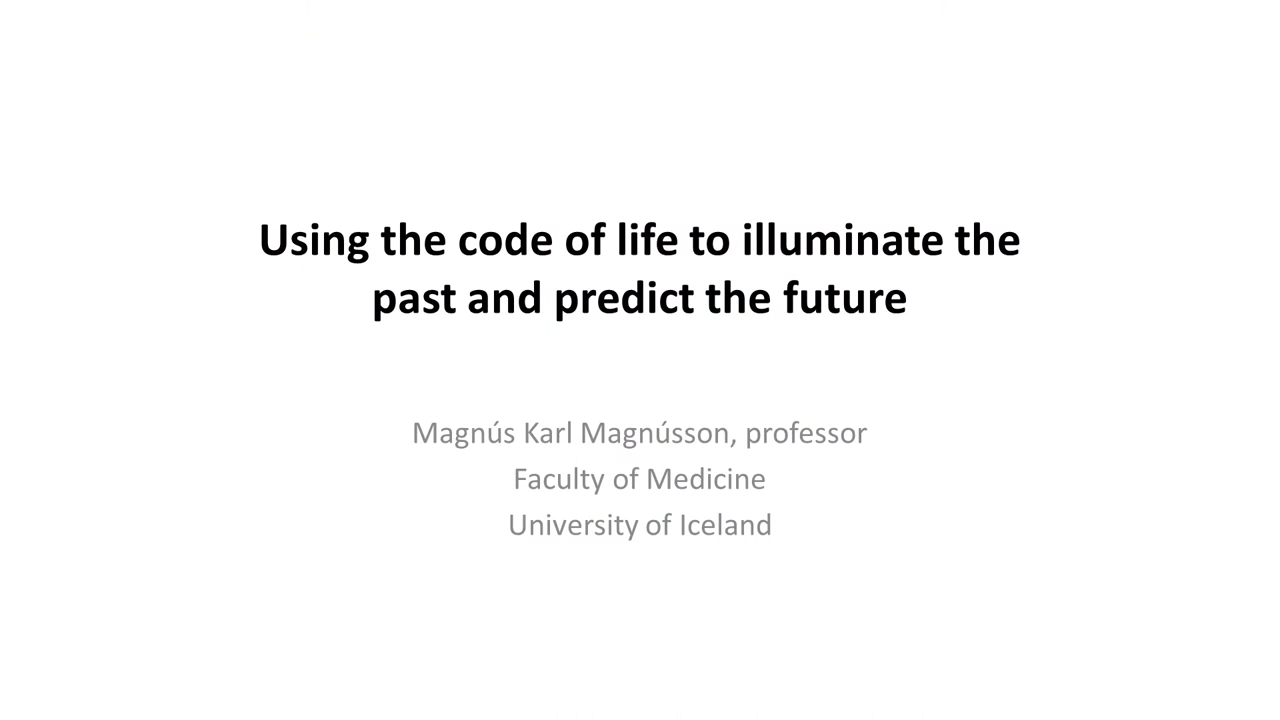 Using the code of life to illuminate the
past and predict the future
Magnús Karl Magnússon, professor
Faculty of Medicine
University of Iceland